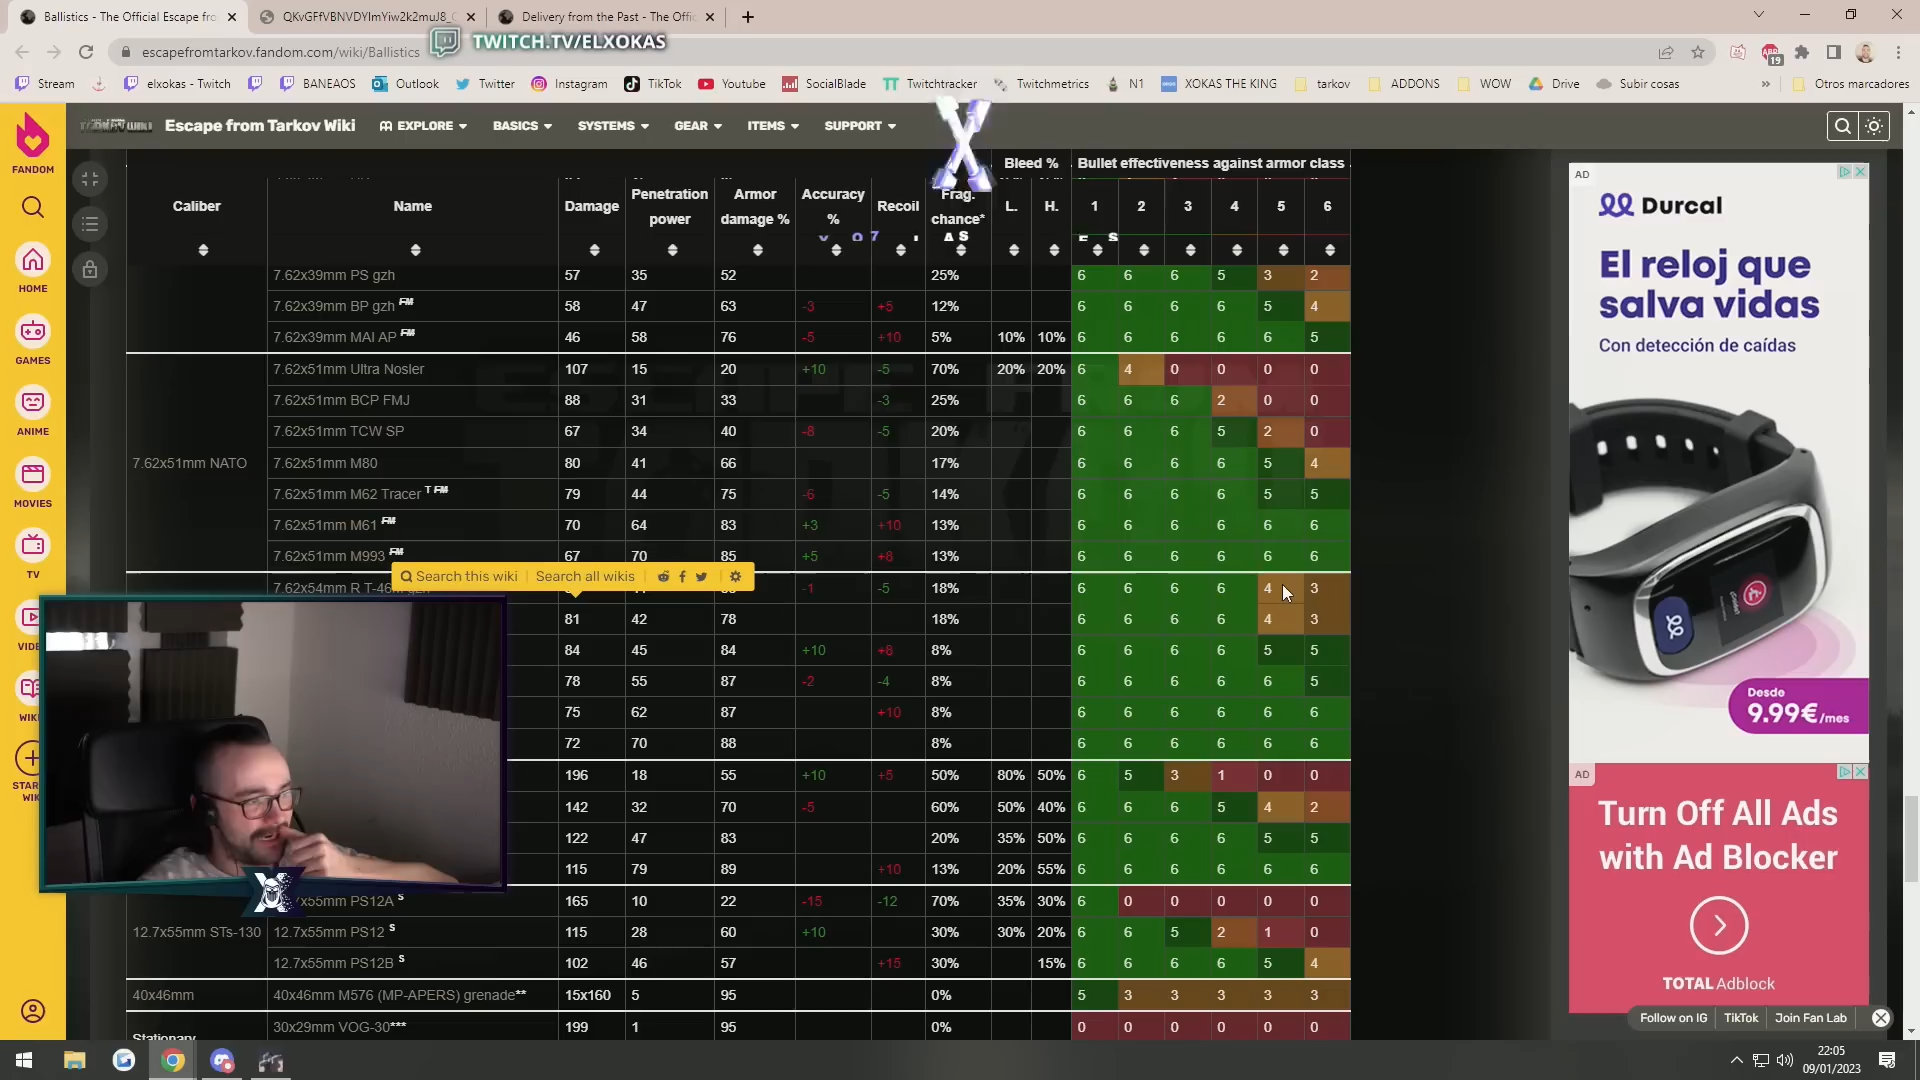 Ballistics - The Official Escape fro
QKvGFfVBNVDYImYiw2k2muJ8_
Delivery from the Past - The Offic
escapefromtarkov.fandom.com/wiki/Ballistics
TWITCH.TV/ELXOKAS
19
Stream elxokas - Twitch BANEAOS Outlook Twitter Instagram TikTok Youtube SocialBlade Twitchtracker Twitchmetrics N1 XOKAS THE KING tarkov ADDONS WOW Drive Subir cosas » Otros marcadores
FANDOM
HOME
GAMES
ANIME
MOVIES
TV
VIDE
WIKI
STAR
WIK
Escape from Tarkov Wiki EXPLORE BASICS SYSTEMS GEAR ITEMS SUPPORT
X
Bleed % Bullet effectiveness against armor class
Caliber Name Damage Penetration power Armor damage % Accuracy % Recoil Frag. chance* L. H. 1 2 3 4 5 6
7.62x39mm PS gzh 57 35 52 25% 6 6 6 5 3 2
7.62x39mm BP gzh FM 58 47 63 -3 +5 12% 6 6 6 6 5 4
7.62x39mm MAI AP FM 46 58 76 -5 +10 5% 10% 10% 6 6 6 6 6 5
7.62x51mm Ultra Nosler 107 15 20 +10 -5 70% 20% 20% 6 4 0 0 0 0
7.62x51mm BCP FMJ 88 31 33 -3 25% 6 6 6 2 0 0
7.62x51mm TCW SP 67 34 40 -8 -5 20% 6 6 6 5 2 0
7.62x51mm NATO 7.62x51mm M80 80 41 66 17% 6 6 6 6 5 4
7.62x51mm M62 Tracer T FM 79 44 75 -6 -5 14% 6 6 6 6 5 5
7.62x51mm M61 FM 70 64 83 +3 +10 13% 6 6 6 6 6 6
7.62x51mm M993 FM 67 70 85 +5 +8 13% 6 6 6 6 6 6
Search this wiki Search all wikis
7.62x54mm R T-46M gzh -1 -5 18% 6 6 6 6 4 3
81 42 78 18% 6 6 6 6 4 3
84 45 84 +10 +8 8% 6 6 6 6 5 5
78 55 87 -2 -4 8% 6 6 6 6 6 5
75 62 87 +10 8% 6 6 6 6 6 6
72 70 88 8% 6 6 6 6 6 6
196 18 55 +10 +5 50% 80% 50% 6 5 3 1 0 0
142 32 70 -5 60% 50% 40% 6 6 6 5 4 2
122 47 83 20% 35% 50% 6 6 6 6 5 5
115 79 89 +10 13% 20% 55% 6 6 6 6 6 6
7x55mm PS12A S 165 10 22 -15 -12 70% 35% 30% 6 0 0 0 0 0
12.7x55mm STs-130 12.7x55mm PS12 S 115 28 60 +10 30% 30% 20% 6 6 5 2 1 0
12.7x55mm PS12B S 102 46 57 +15 30% 15% 6 6 6 6 5 4
40x46mm 40x46mm M576 (MP-APERS) grenade** 15x160 5 95 0% 5 3 3 3 3 3
Stationary 30x29mm VOG-30*** 199 1 95 0% 0 0 0 0 0 0
AD
Durcal
El reloj que
salva vidas
Con detección de caídas
Desde
9.99€/mes
AD
Turn Off All Ads
with Ad Blocker
TOTAL Adblock
Follow on IG TikTok Join Fan Lab
22:05
09/01/2023